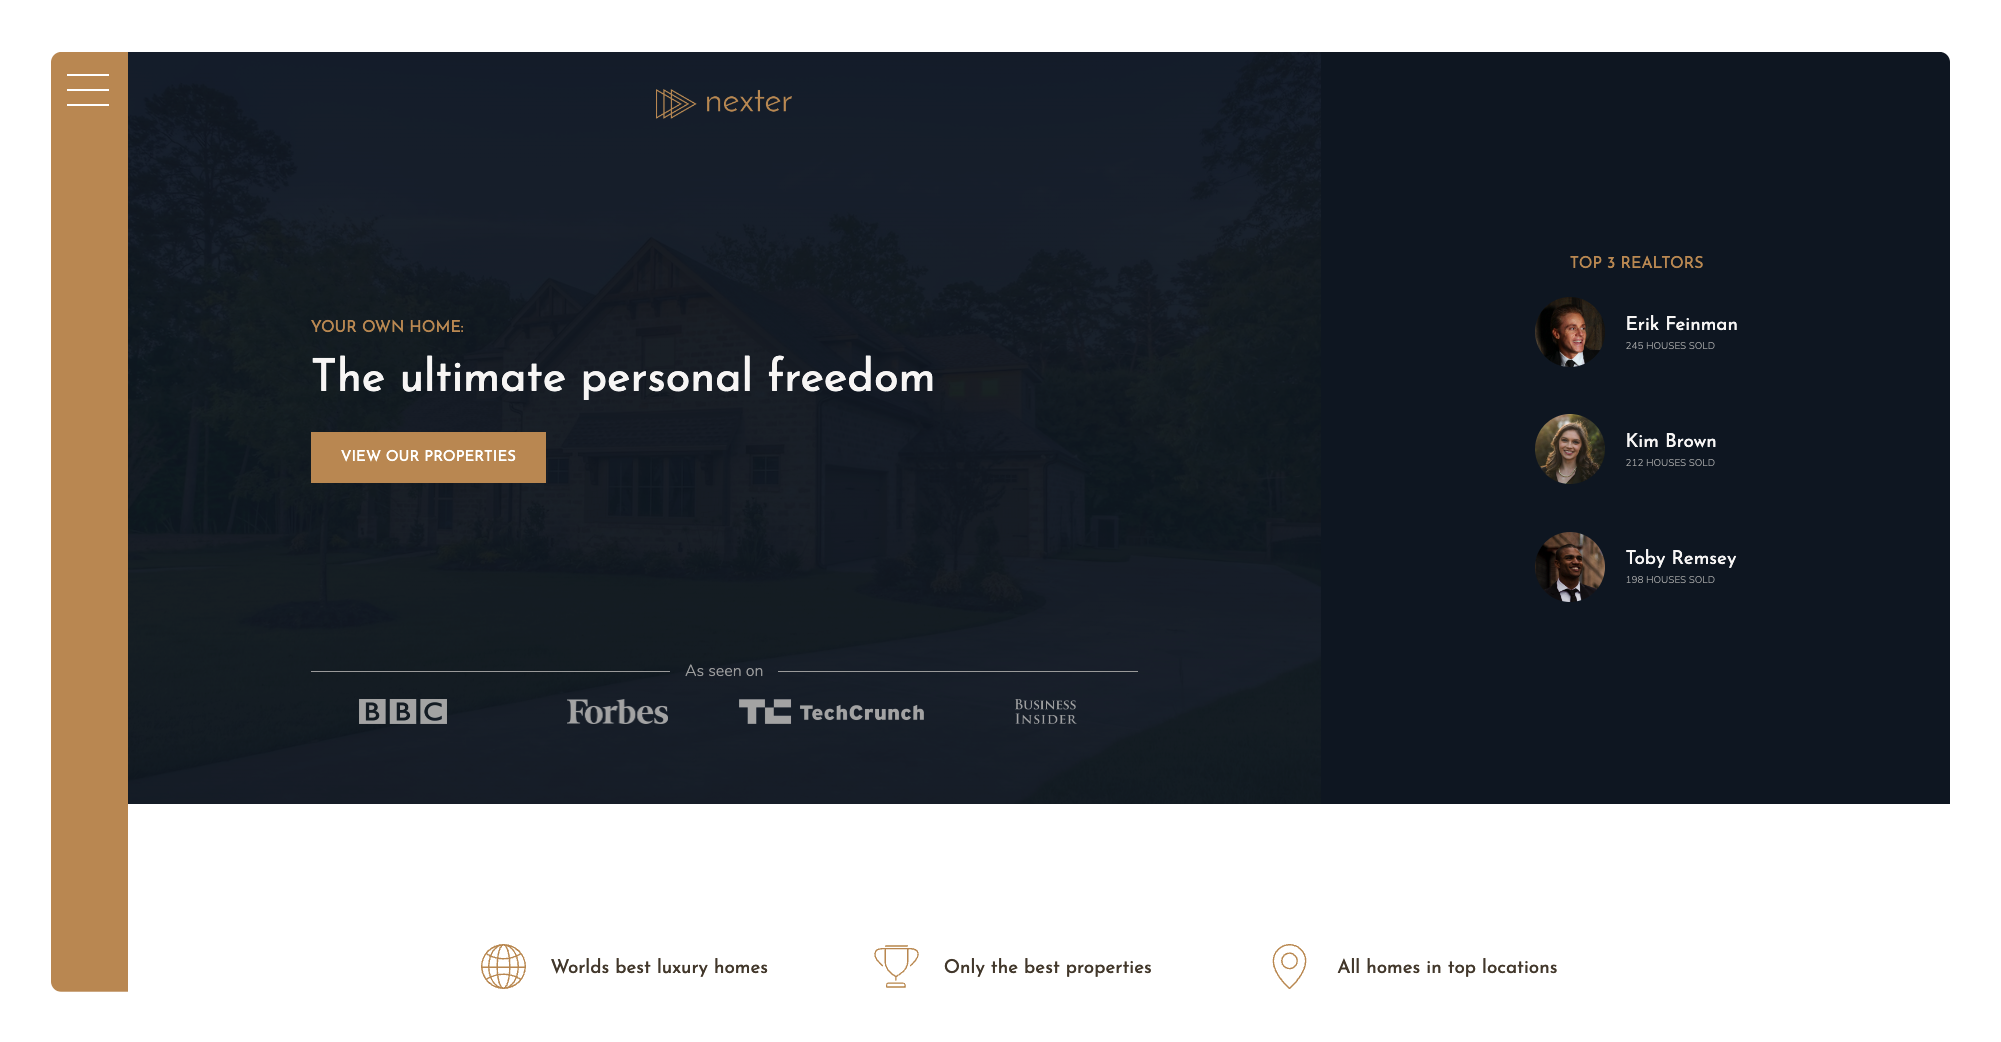 nexter
YOUR OWN HOME:
The ultimate personal freedom
VIEW OUR PROPERTIES
As seen on
BBC
Forbes
TC TechCrunch
BUSINESS
INSIDER
TOP 3 REALTORS
Erik Feinman
245 HOUSES SOLD
Kim Brown
212 HOUSES SOLD
Toby Remsey
198 HOUSES SOLD
Worlds best luxury homes
Only the best properties
All homes in top locations